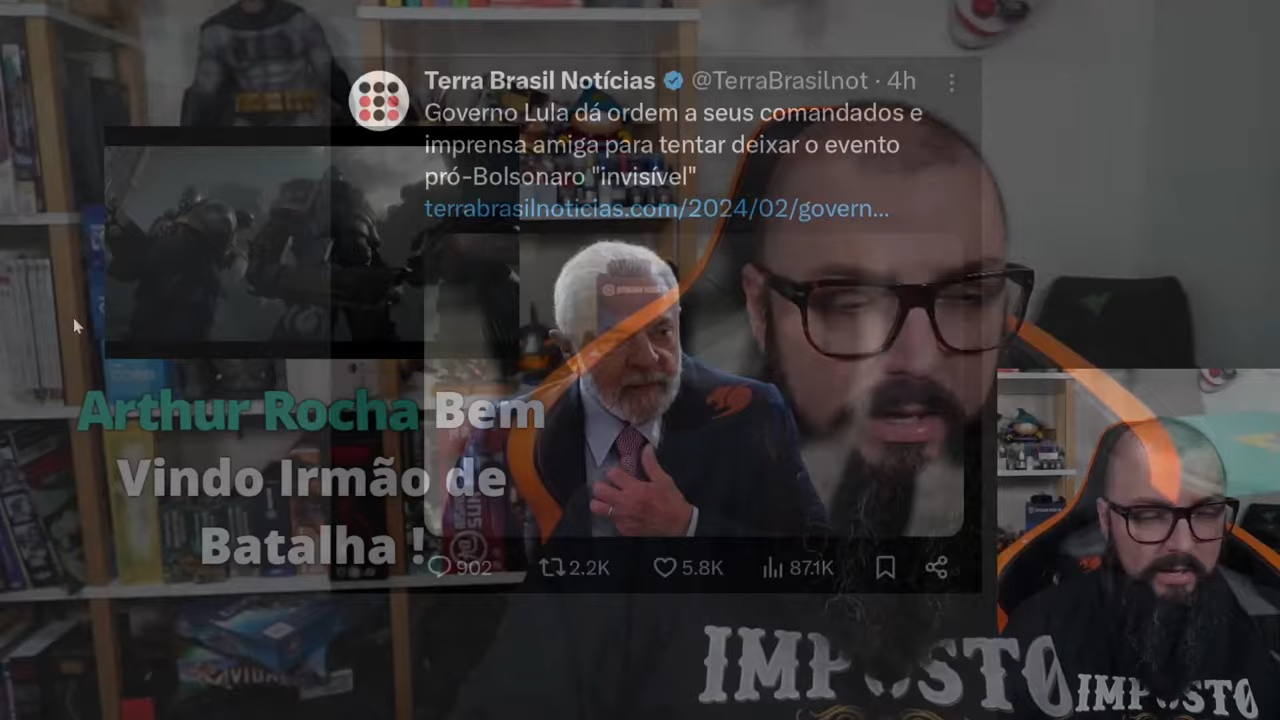 Terra Brasil Notícias @TerraBrasilnot · 4h
Governo Lula dá ordem a seus comandados e
imprensa amiga para tentar deixar o evento
pró-Bolsonaro "invisível"
terrabrasilnoticias.com/2024/02/govern...
Arthur Rocha Bem
Vindo Irmão de
Batalha !
902 2.2K 5.8K 87.1K
IMPOSTO
IMPOSTO